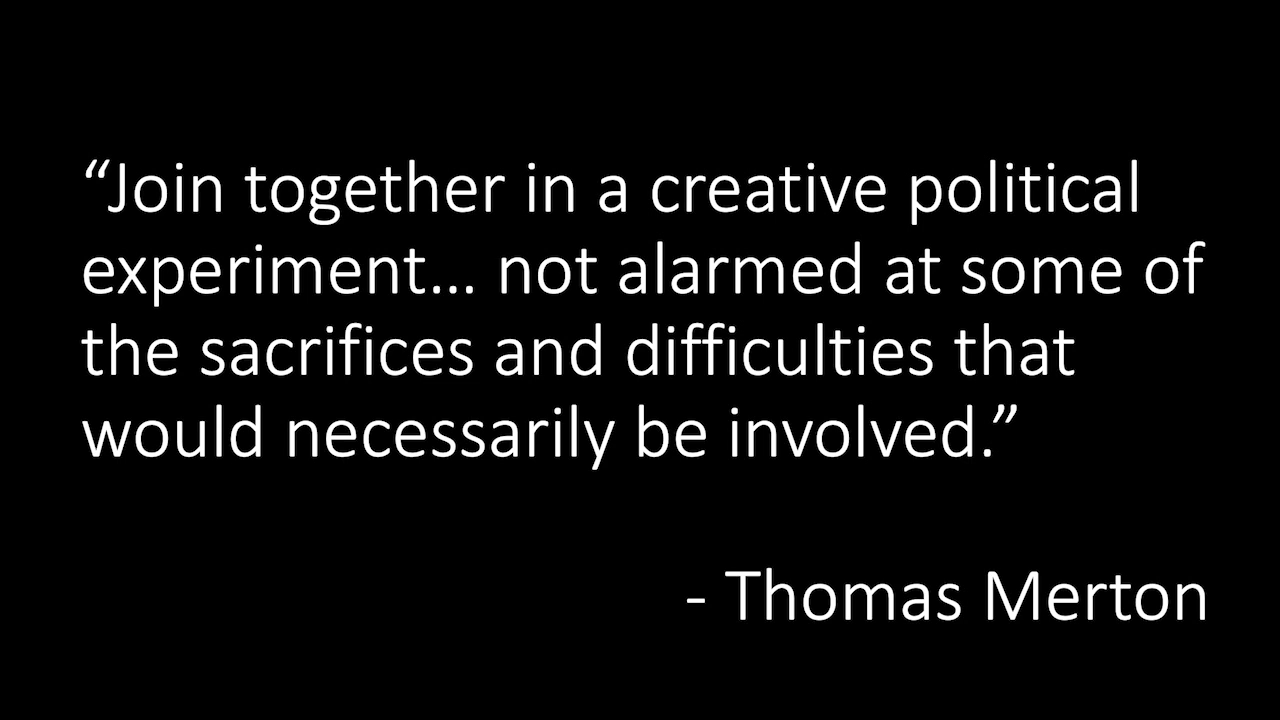 “Join together in a creative political
experiment... not alarmed at some of
the sacrifices and difficulties that
would necessarily be involved.”
- Thomas Merton